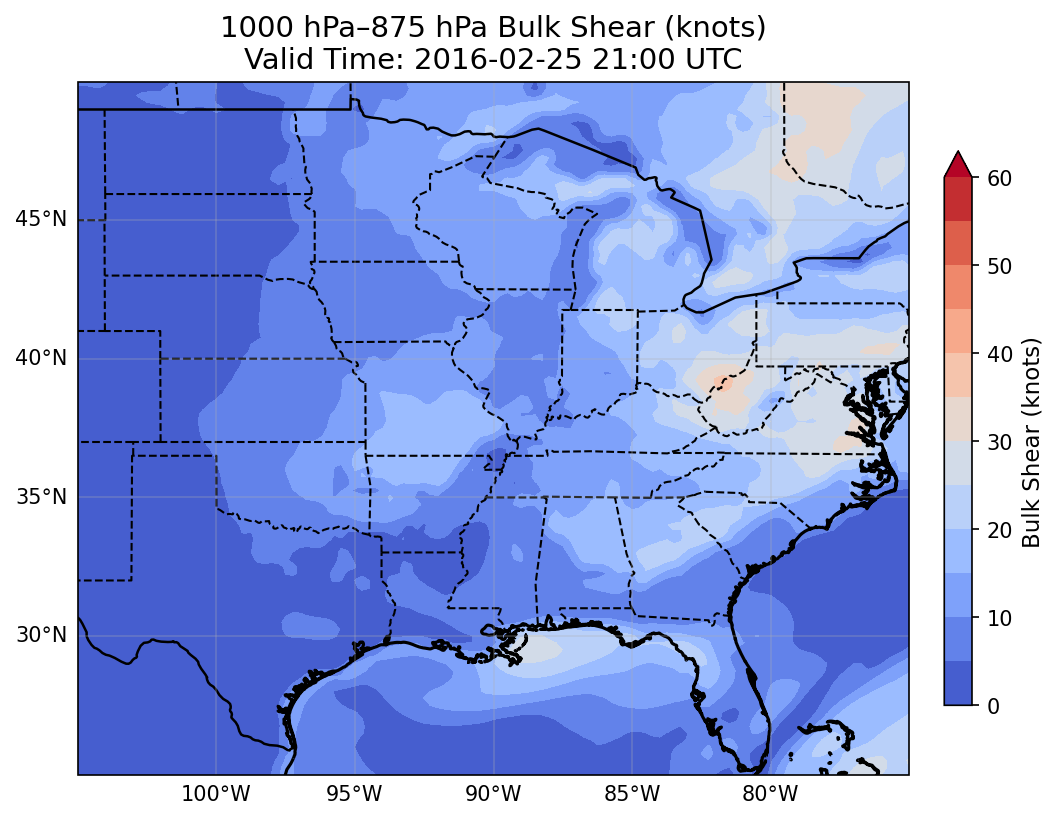 1000 hPa–875 hPa Bulk Shear (knots)
Valid Time: 2016-02-25 21:00 UTC
45°N
40°N
35°N
30°N
100°W
95°W
90°W
85°W
80°W
60
50
40
30
20
10
0
Bulk Shear (knots)